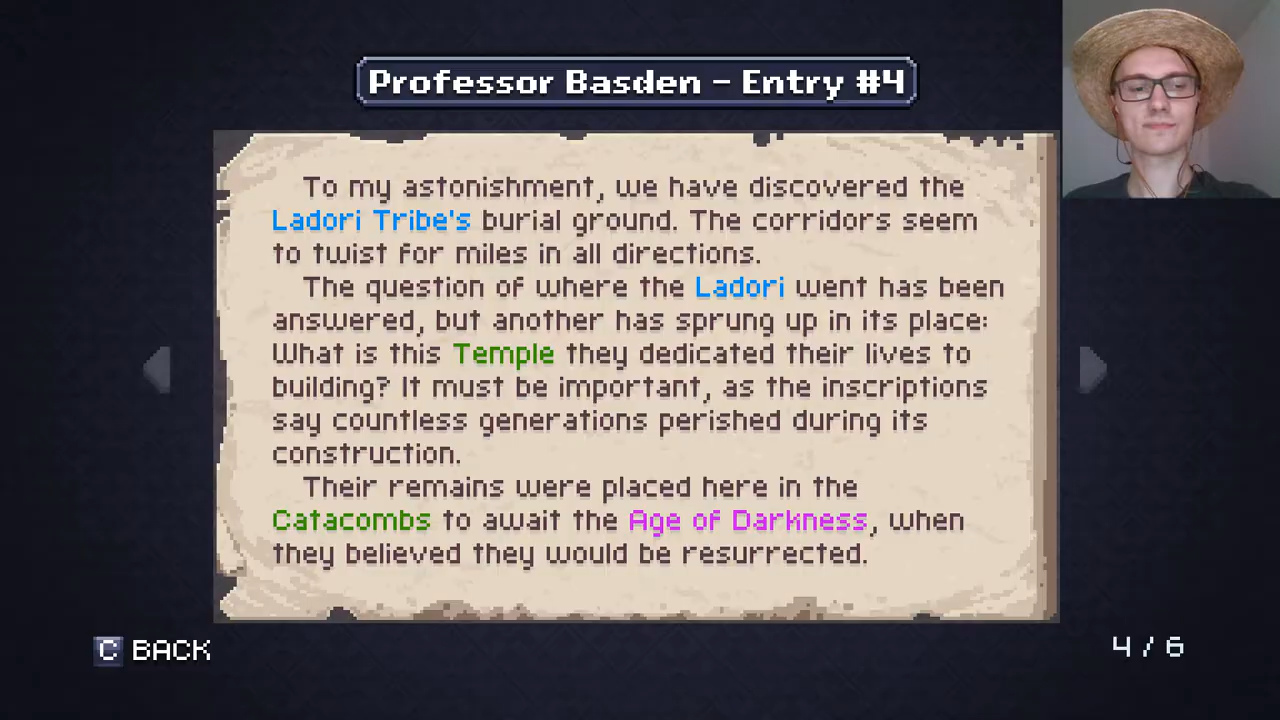 Professor Basden - Entry #4
To my astonishment, we have discovered the
Ladori Tribe's burial ground. The corridors seem
to twist for miles in all directions.
The question of where the Ladori went has been
answered, but another has sprung up in its place:
What is this Temple they dedicated their lives to
building? It must be important, as the inscriptions
say countless generations perished during its
construction.
Their remains were placed here in the
Catacombs to await the Age of Darkness, when
they believed they would be resurrected.
C BACK
4 / 6